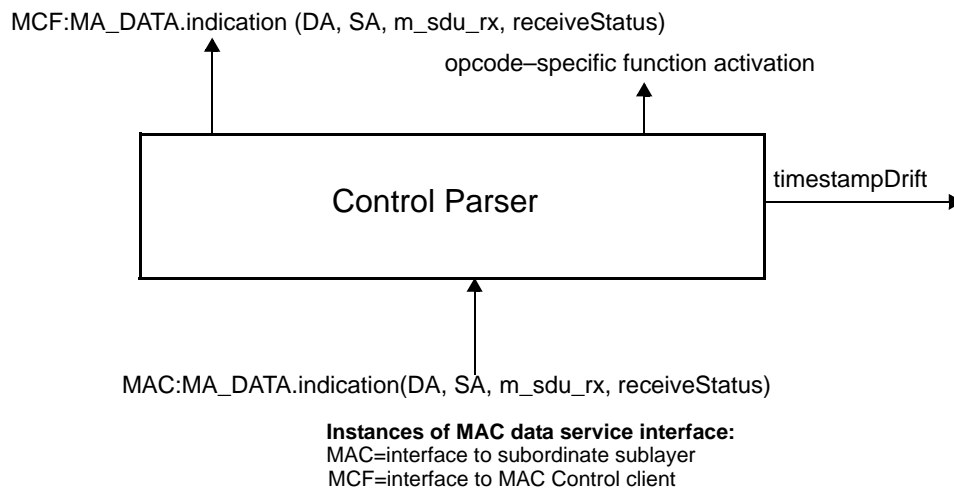 MCF:MA_DATA.indication (DA, SA, m_sdu_rx, receiveStatus)
opcode–specific function activation
timestampDrift
Control Parser
MAC:MA_DATA.indication(DA, SA, m_sdu_rx, receiveStatus)
Instances of MAC data service interface:
MAC=interface to subordinate sublayer
MCF=interface to MAC Control client